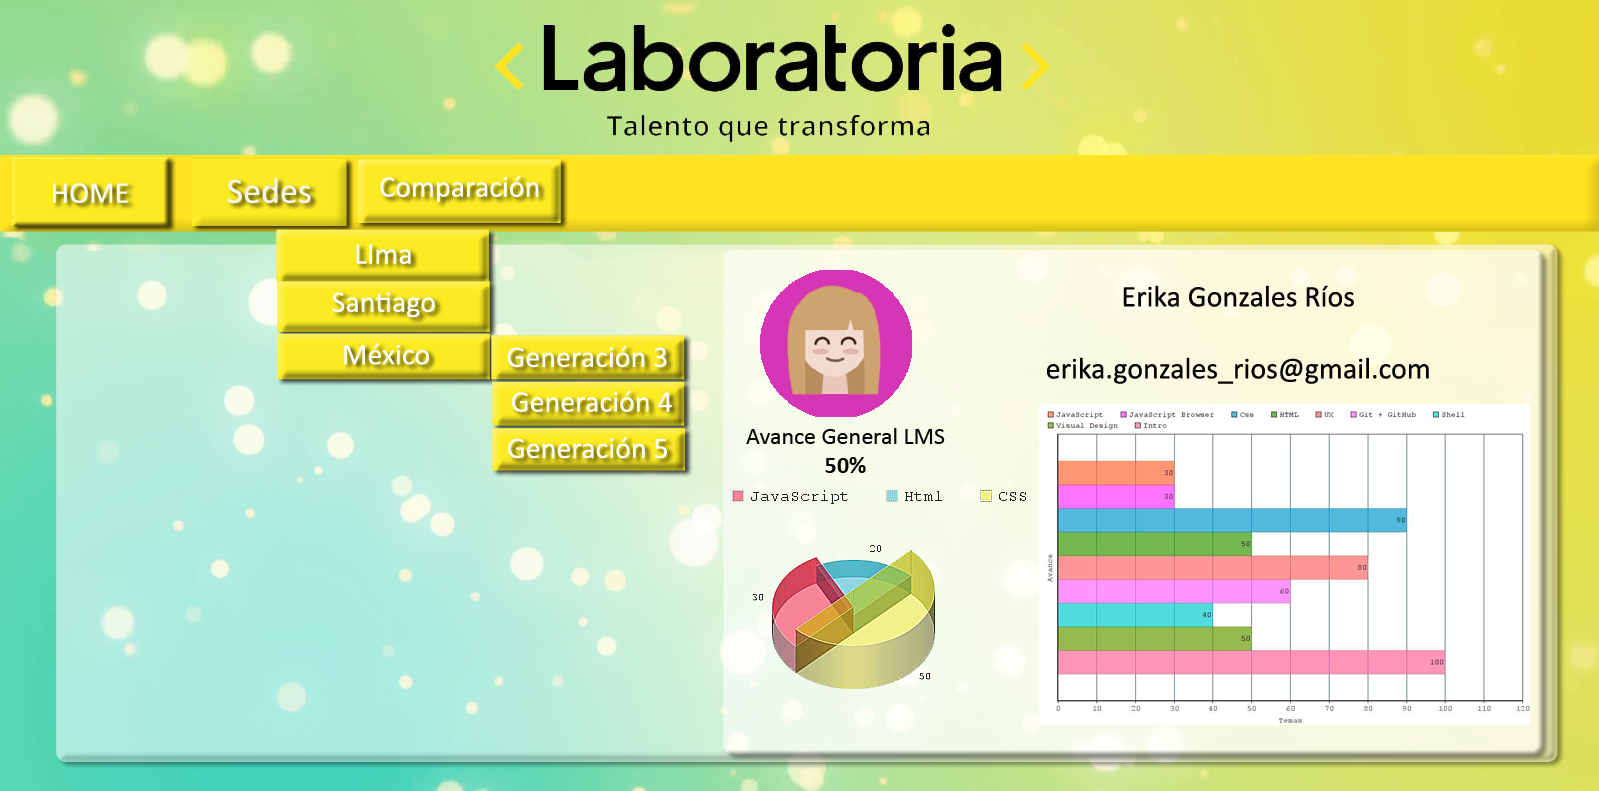 Laboratoria
Talento que transforma
HOME
Sedes
Comparación
LIma
Santiago
México
Generación 3
Generación 4
Generación 5
Erika Gonzales Ríos
erika.gonzales_rios@gmail.com
Avance General LMS
50%
JavaScript Html CSS
20
30
50
JavaScript JavaScript Browser Css HTML UX Git + GitHub Shell
Visual Design Intro
30
30
90
50
80
60
40
50
100
Avance
0 10 20 30 40 50 60 70 80 90 100 110 120
Temas